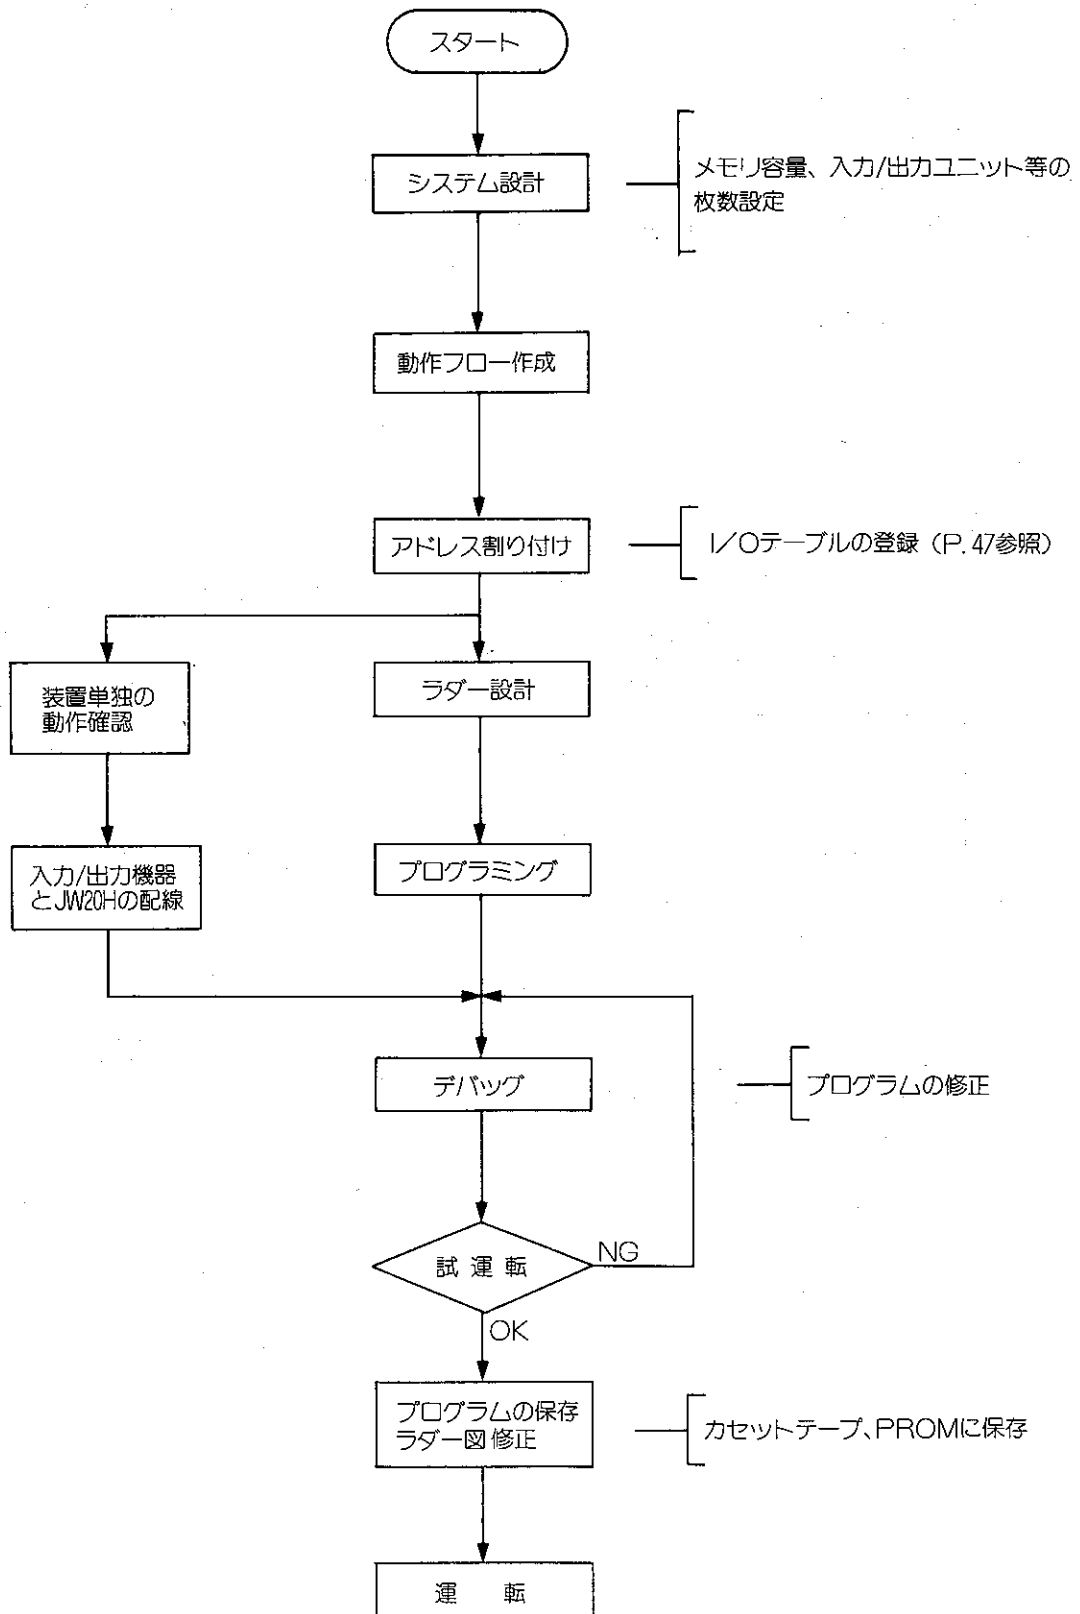 スタート
システム設計
メモリ容量、入力/出力ユニット等の
枚数設定
動作フロー作成
アドレス割り付け
I/Oテーブルの登録（P.47参照）
装置単独の
動作確認
ラダー設計
入力/出力機器
とJW20Hの配線
プログラミング
デバッグ
プログラムの修正
試運転
NG
OK
プログラムの保存
ラダー図修正
カセットテープ、PROMに保存
運 転